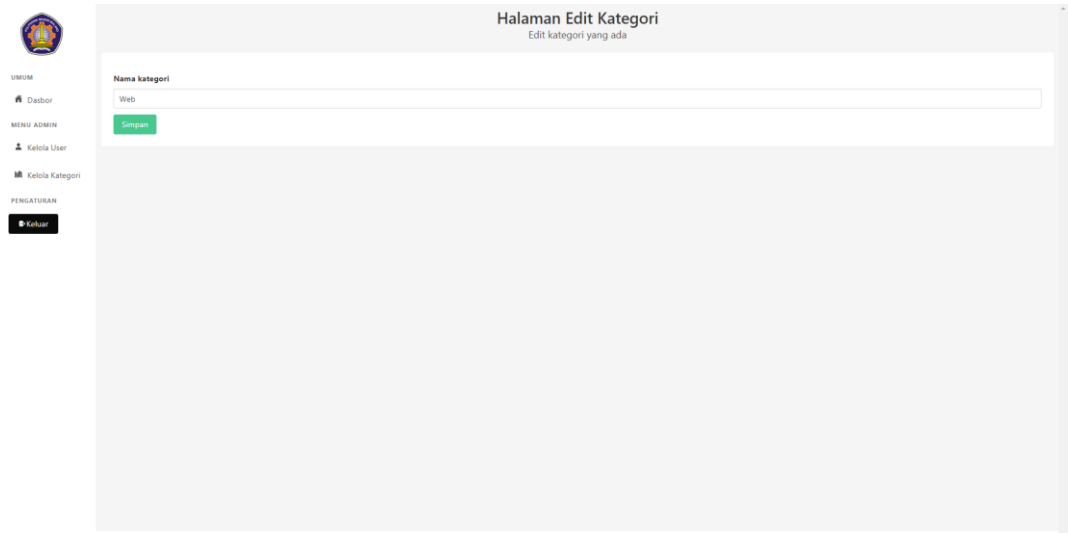 Halaman Edit Kategori
Edit kategori yang ada
UMUM
Dasbor
MENU ADMIN
Kelola User
Kelola Kategori
PENGATURAN
Keluar
Nama kategori
Web
Simpan